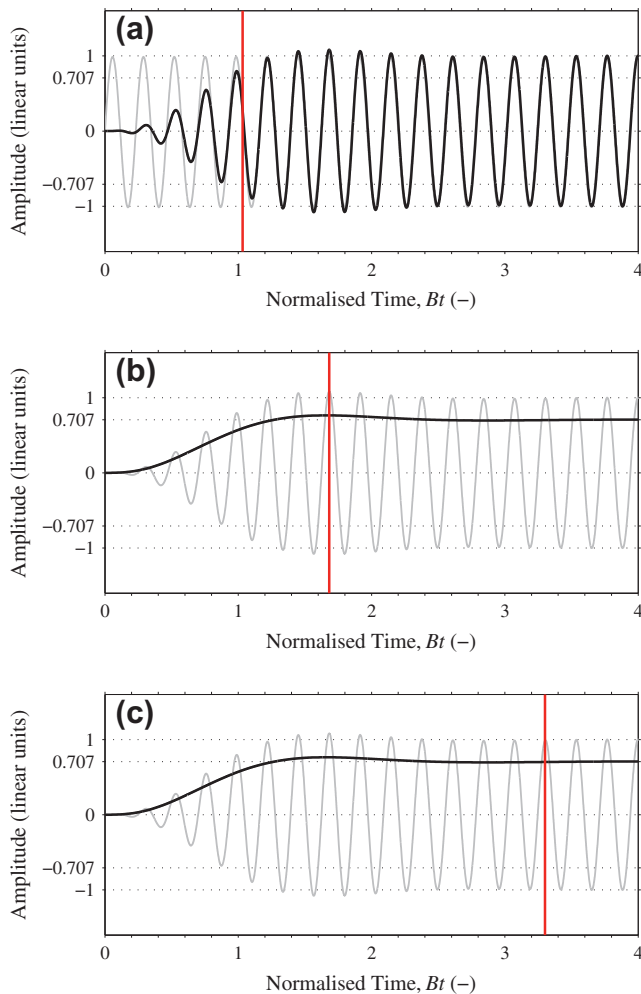 (a)
Amplitude (linear units)
1
0.707
0
−0.707
−1
0 1 2 3 4
Normalised Time, Bt (−)
(b)
Amplitude (linear units)
1
0.707
0
−0.707
−1
0 1 2 3 4
Normalised Time, Bt (−)
(c)
Amplitude (linear units)
1
0.707
0
−0.707
−1
0 1 2 3 4
Normalised Time, Bt (−)